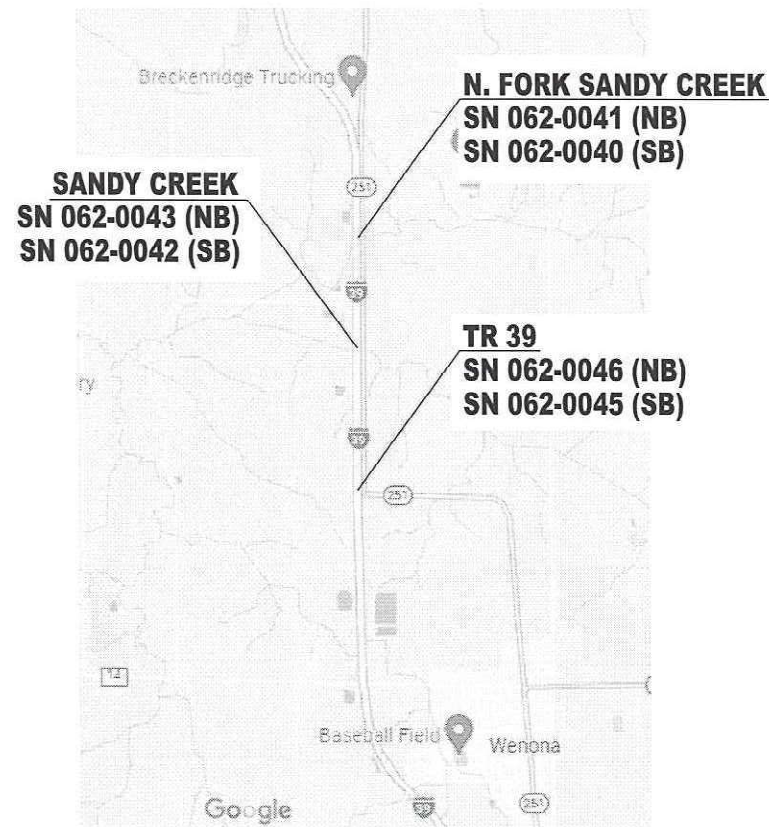 Breckenridge Trucking
N. FORK SANDY CREEK
SN 062-0041 (NB)
SN 062-0040 (SB)
251
SANDY CREEK
SN 062-0043 (NB)
SN 062-0042 (SB)
39
TR 39
SN 062-0046 (NB)
SN 062-0045 (SB)
ry
39
251
12
Baseball Field
Wenona
Google
39
251